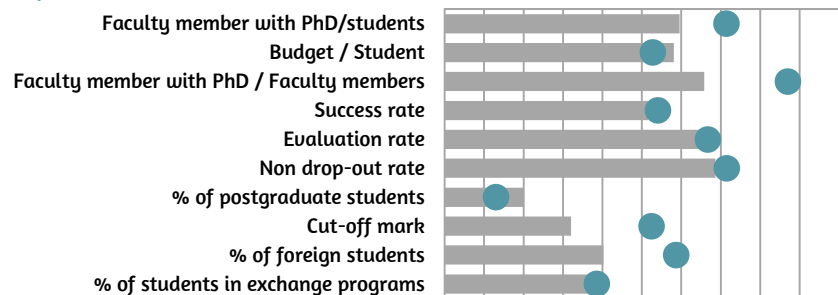 Faculty member with PhD/students
Budget / Student
Faculty member with PhD / Faculty members
Success rate
Evaluation rate
Non drop-out rate
% of postgraduate students
Cut-off mark
% of foreign students
% of students in exchange programs